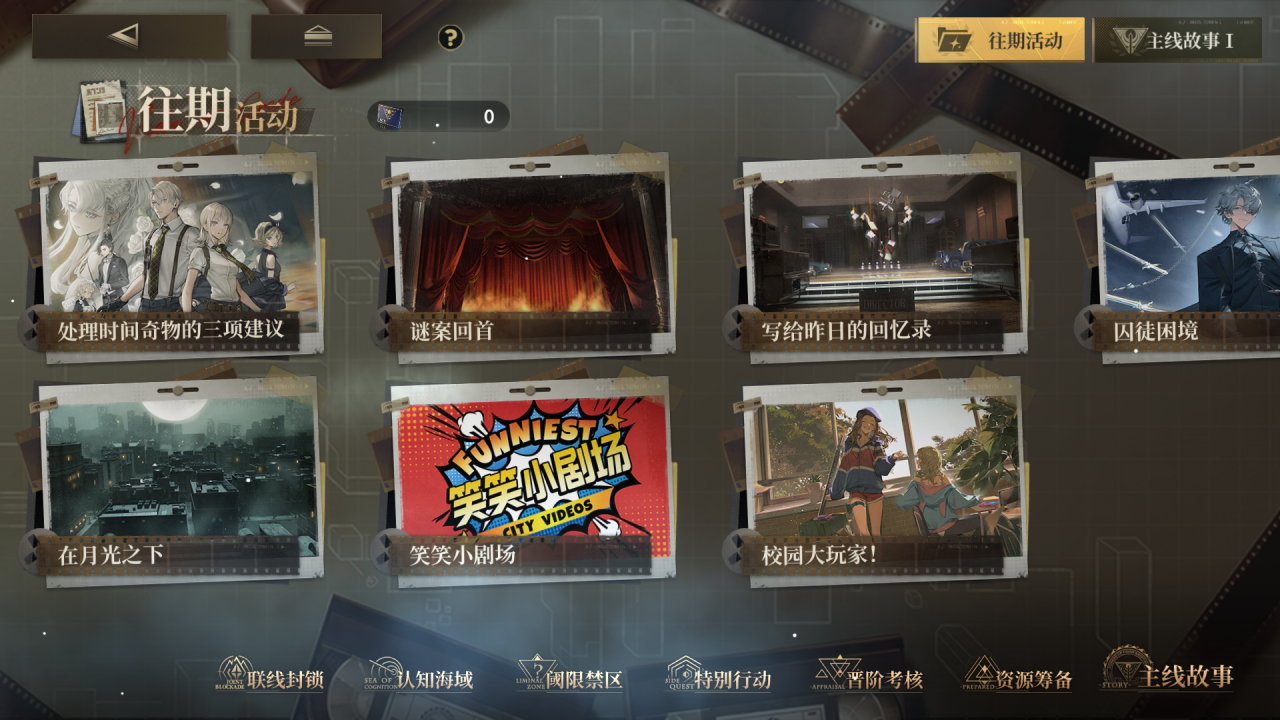 ?
往期活动
主线故事 I
往期活动
0
处理时间奇物的三项建议
谜案回首
DIRECTOR
写给昨日的回忆录
囚徒困境
在月光之下
FUNNIEST
笑笑小剧场
CITY VIDEOS
笑笑小剧场
校园大玩家!
JOINT
BLOCKADE
联线封锁
SEA OF
COGNITION
认知海域
LIMINAL
ZONE
阈限禁区
SIDE
QUEST
特别行动
APPRAISAL
晋阶考核
PREPARED
资源筹备
STORY
主线故事